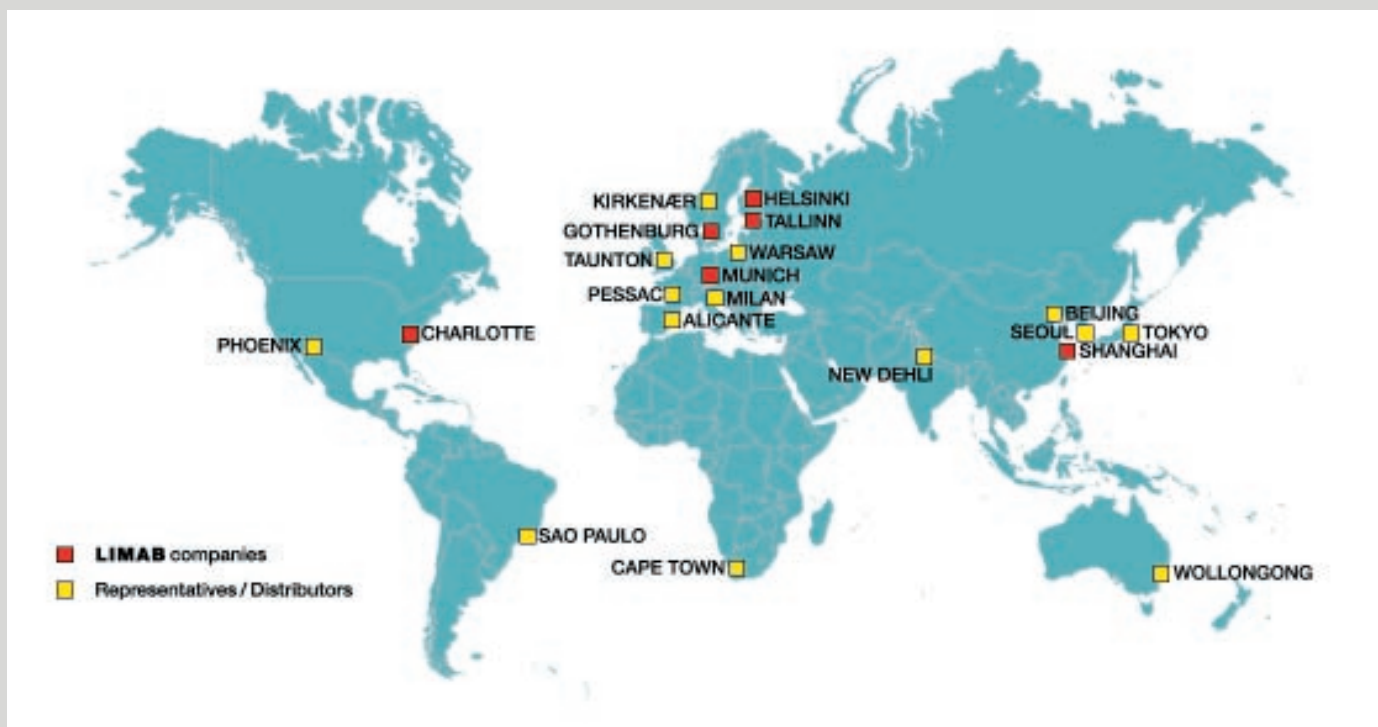 KIRKENÆR
HELSINKI
TALLINN
GOTHENBURG
WARSAW
TAUNTON
MUNICH
PESSAC
MILAN
ALICANTE
BEIJING
SEOUL
TOKYO
SHANGHAI
CHARLOTTE
PHOENIX
NEW DEHLI
SAO PAULO
CAPE TOWN
WOLLONGONG
LIMAB companies
Representatives / Distributors